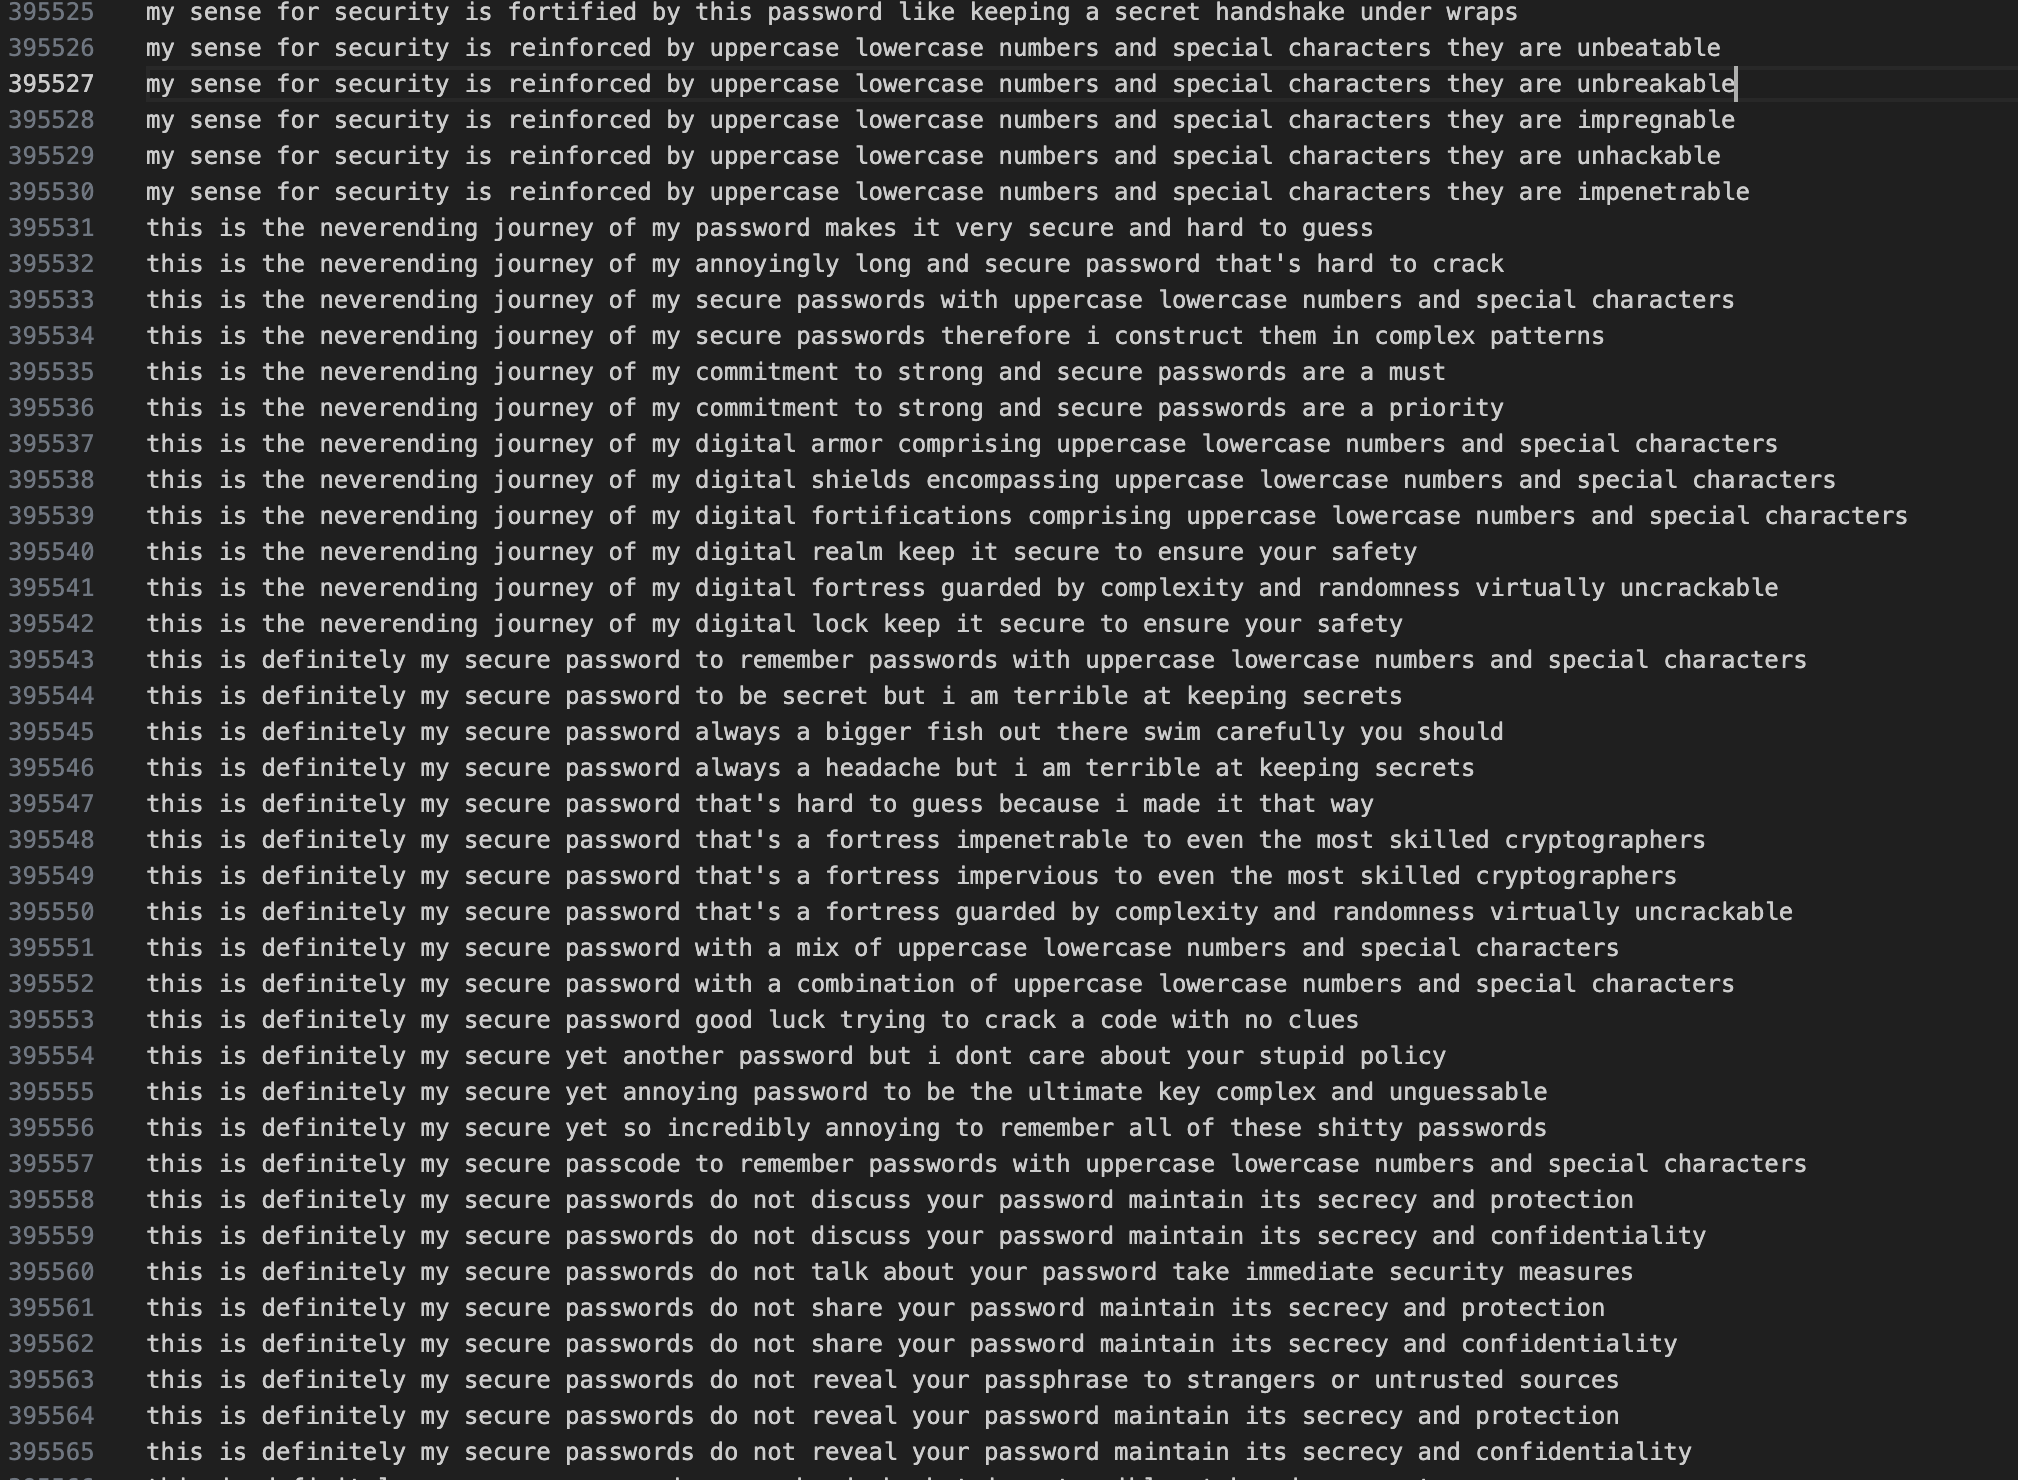 395525 my sense for security is fortified by this password like keeping a secret handshake under wraps
395526 my sense for security is reinforced by uppercase lowercase numbers and special characters they are unbeatable
395527 my sense for security is reinforced by uppercase lowercase numbers and special characters they are unbreakable
395528 my sense for security is reinforced by uppercase lowercase numbers and special characters they are impregnable
395529 my sense for security is reinforced by uppercase lowercase numbers and special characters they are unhackable
395530 my sense for security is reinforced by uppercase lowercase numbers and special characters they are impenetrable
395531 this is the neverending journey of my password makes it very secure and hard to guess
395532 this is the neverending journey of my annoyingly long and secure password that's hard to crack
395533 this is the neverending journey of my secure passwords with uppercase lowercase numbers and special characters
395534 this is the neverending journey of my secure passwords therefore i construct them in complex patterns
395535 this is the neverending journey of my commitment to strong and secure passwords are a must
395536 this is the neverending journey of my commitment to strong and secure passwords are a priority
395537 this is the neverending journey of my digital armor comprising uppercase lowercase numbers and special characters
395538 this is the neverending journey of my digital shields encompassing uppercase lowercase numbers and special characters
395539 this is the neverending journey of my digital fortifications comprising uppercase lowercase numbers and special characters
395540 this is the neverending journey of my digital realm keep it secure to ensure your safety
395541 this is the neverending journey of my digital fortress guarded by complexity and randomness virtually uncrackable
395542 this is the neverending journey of my digital lock keep it secure to ensure your safety
395543 this is definitely my secure password to remember passwords with uppercase lowercase numbers and special characters
395544 this is definitely my secure password to be secret but i am terrible at keeping secrets
395545 this is definitely my secure password always a bigger fish out there swim carefully you should
395546 this is definitely my secure password always a headache but i am terrible at keeping secrets
395547 this is definitely my secure password that's hard to guess because i made it that way
395548 this is definitely my secure password that's a fortress impenetrable to even the most skilled cryptographers
395549 this is definitely my secure password that's a fortress impervious to even the most skilled cryptographers
395550 this is definitely my secure password that's a fortress guarded by complexity and randomness virtually uncrackable
395551 this is definitely my secure password with a mix of uppercase lowercase numbers and special characters
395552 this is definitely my secure password with a combination of uppercase lowercase numbers and special characters
395553 this is definitely my secure password good luck trying to crack a code with no clues
395554 this is definitely my secure yet another password but i dont care about your stupid policy
395555 this is definitely my secure yet annoying password to be the ultimate key complex and unguessable
395556 this is definitely my secure yet so incredibly annoying to remember all of these shitty passwords
395557 this is definitely my secure passcode to remember passwords with uppercase lowercase numbers and special characters
395558 this is definitely my secure passwords do not discuss your password maintain its secrecy and protection
395559 this is definitely my secure passwords do not discuss your password maintain its secrecy and confidentiality
395560 this is definitely my secure passwords do not talk about your password take immediate security measures
395561 this is definitely my secure passwords do not share your password maintain its secrecy and protection
395562 this is definitely my secure passwords do not share your password maintain its secrecy and confidentiality
395563 this is definitely my secure passwords do not reveal your passphrase to strangers or untrusted sources
395564 this is definitely my secure passwords do not reveal your password maintain its secrecy and protection
395565 this is definitely my secure passwords do not reveal your password maintain its secrecy and confidentiality